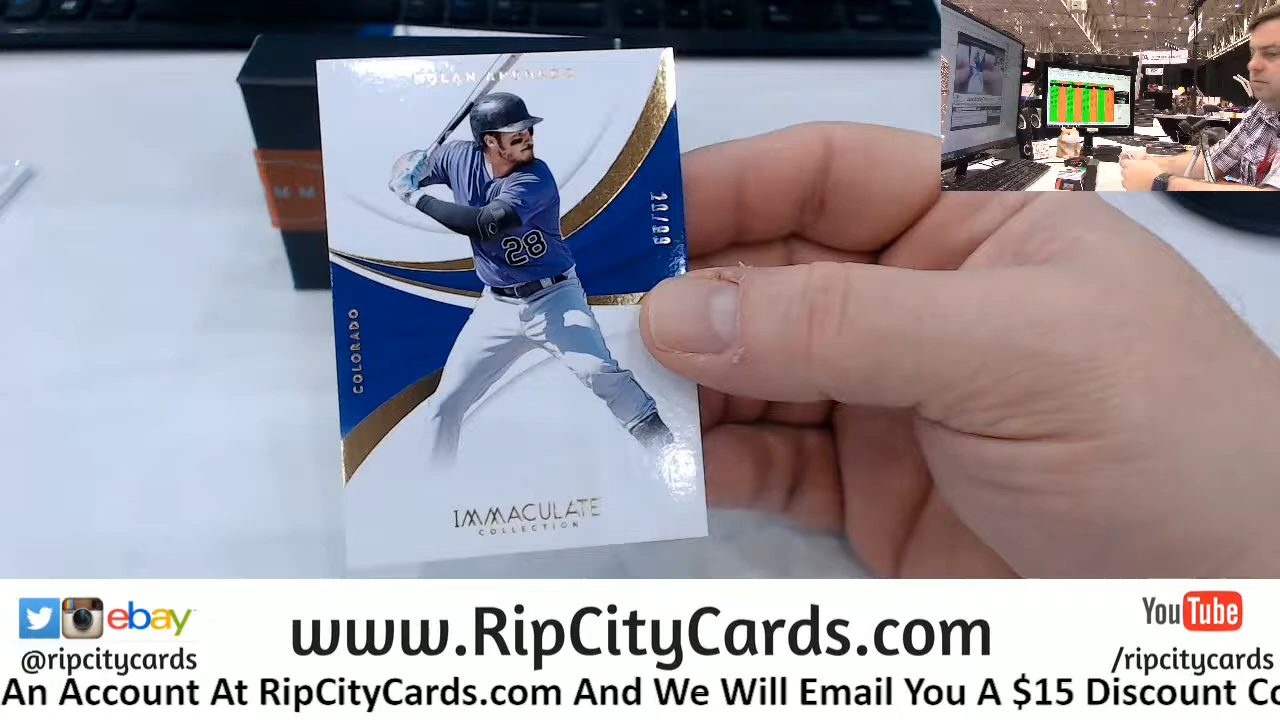 NOLAN ARENADO
28
COLORADO
IMMACULATE
COLLECTION
ebay
www.RipCityCards.com
YouTube
@ripcitycards
/ripcitycards
An Account At RipCityCards.com And We Will Email You A $15 Discount Co